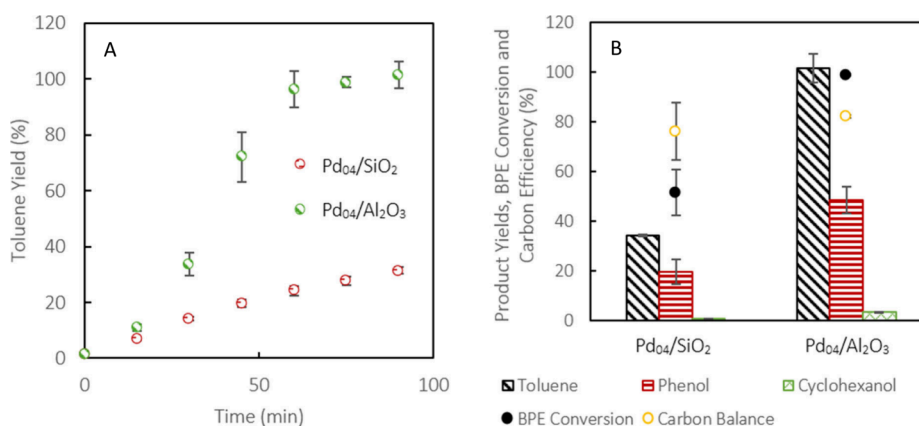 A
Toluene Yield (%)
120
100
80
60
40
20
0
Pd₀₄/SiO₂
Pd₀₄/Al₂O₃
0
50
100
Time (min)
B
Product Yields, BPE Conversion and
Carbon Efficiency (%)
120
100
80
60
40
20
0
Pd₀₄/SiO₂
Pd₀₄/Al₂O₃
Toluene
Phenol
Cyclohexanol
BPE Conversion
Carbon Balance